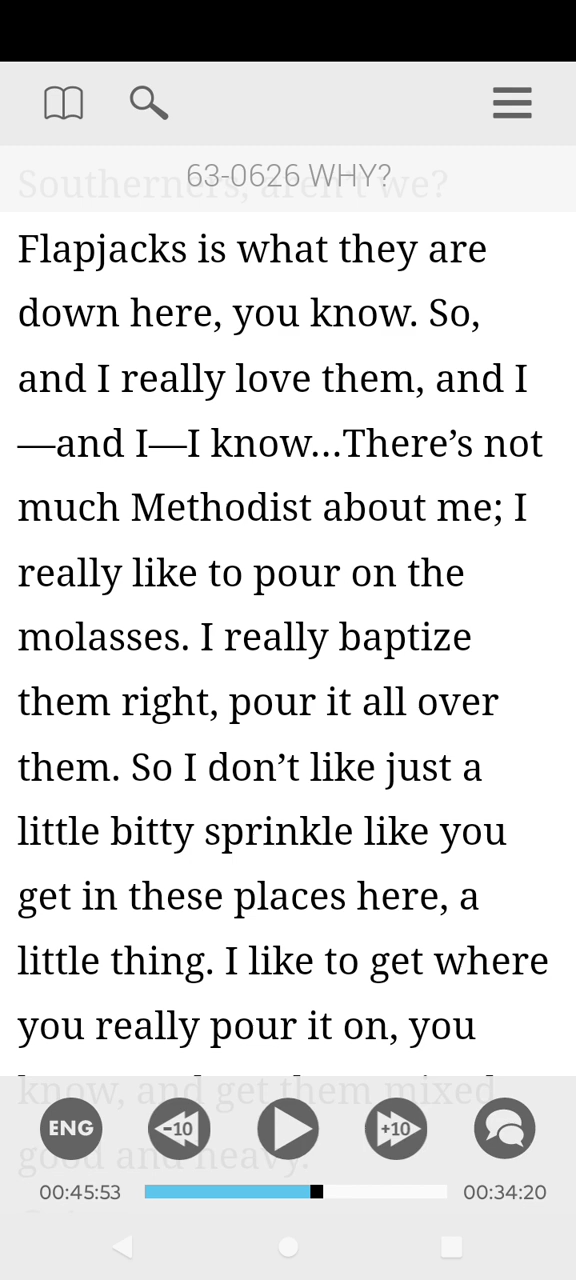 Southerners, aren't we?
63-0626 WHY?
Flapjacks is what they are
down here, you know. So,
and I really love them, and I
—and I—I know...There's not
much Methodist about me; I
really like to pour on the
molasses. I really baptize
them right, pour it all over
them. So I don't like just a
little bitty sprinkle like you
get in these places here, a
little thing. I like to get where
you really pour it on, you
know, and get them mixed
good and heavy.
ENG
-10
+10
00:45:53
00:34:20